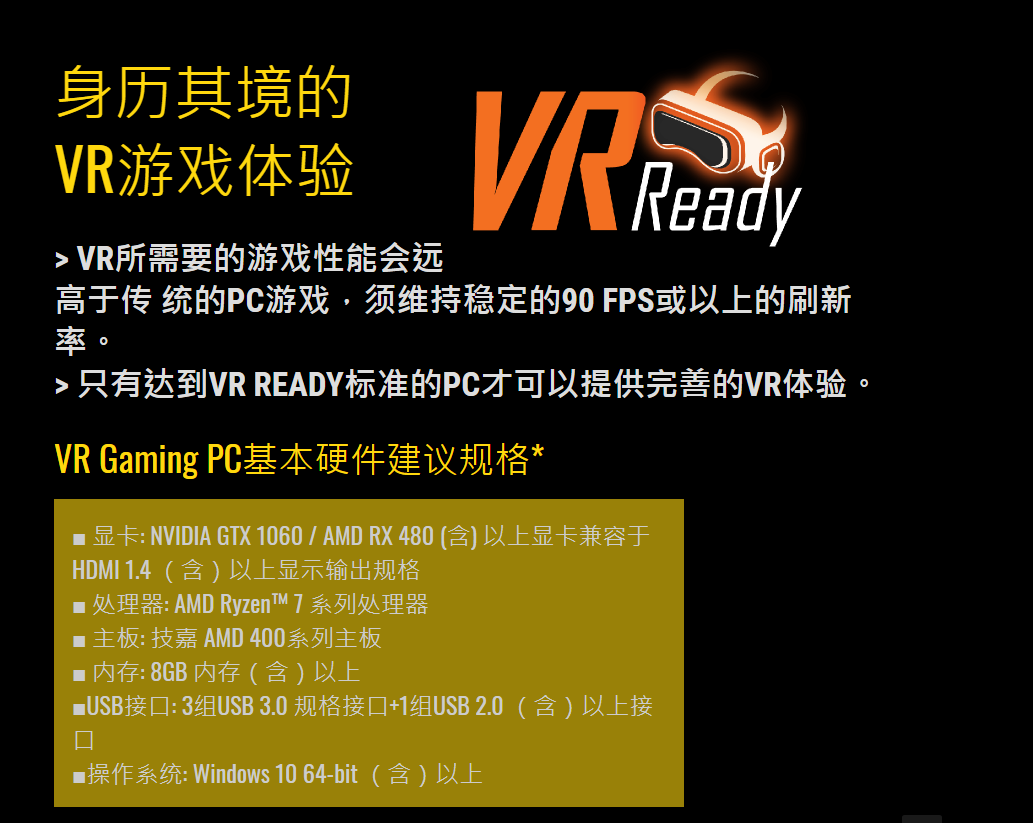 身历其境的
VR游戏体验
VR Ready
> VR所需要的游戏性能会远
高于传 统的PC游戏，须维持稳定的90 FPS或以上的刷新
率。
> 只有达到VR READY标准的PC才可以提供完善的VR体验。
VR Gaming PC基本硬件建议规格*
■ 显卡: NVIDIA GTX 1060 / AMD RX 480 (含) 以上显卡兼容于
HDMI 1.4 （含）以上显示输出规格
■ 处理器: AMD Ryzen™ 7 系列处理器
■ 主板: 技嘉 AMD 400系列主板
■ 内存: 8GB 内存（含）以上
■USB接口: 3组USB 3.0 规格接口+1组USB 2.0 （含）以上接
口
■操作系统: Windows 10 64-bit （含）以上